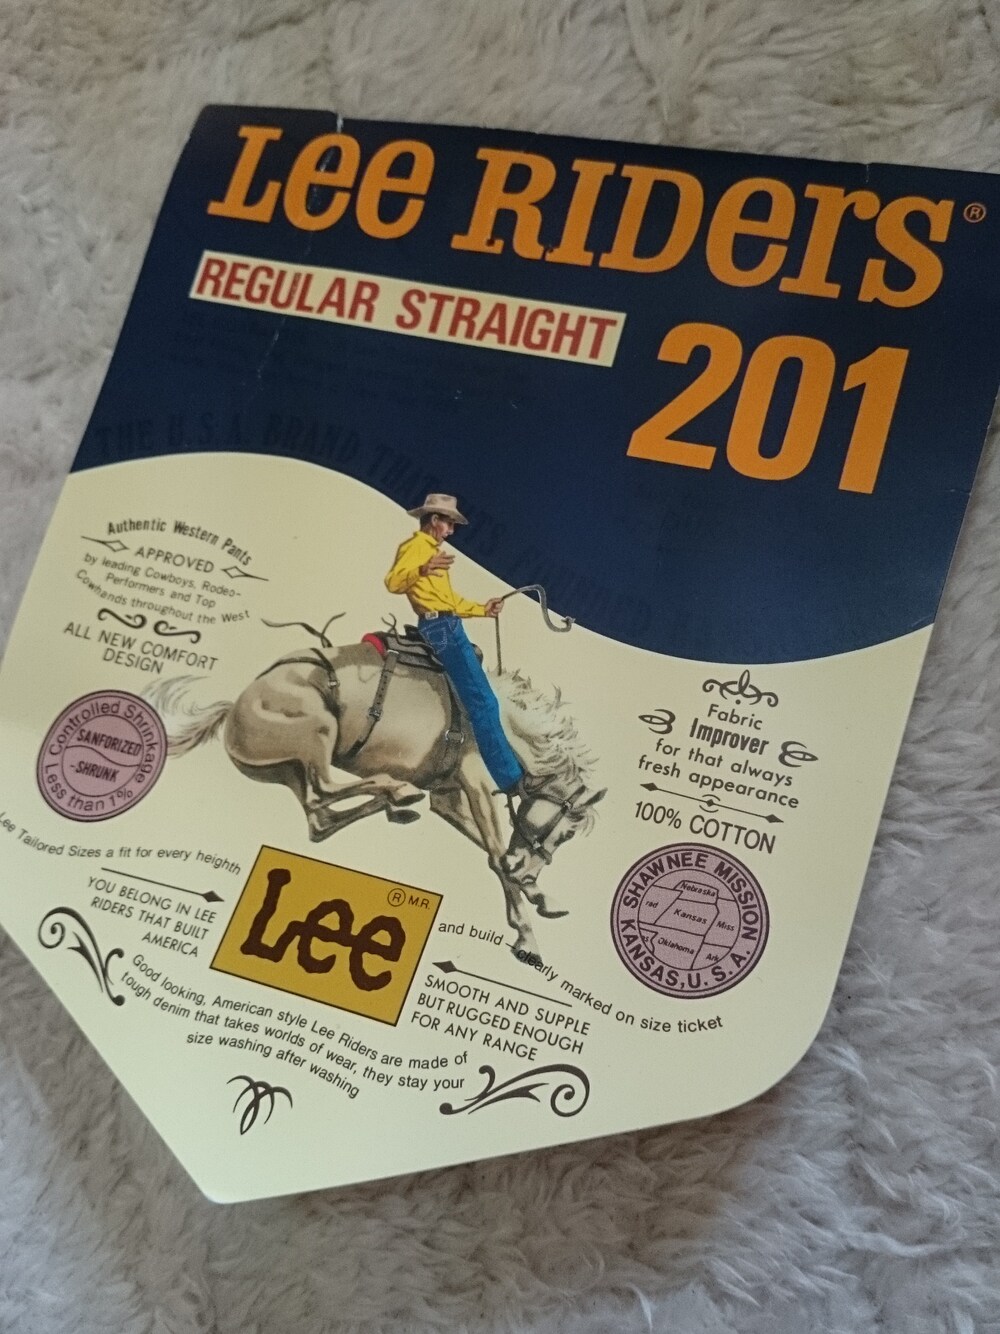 Lee RIDers®
REGULAR STRAIGHT
201
THE U.S.A. BRAND THAT
Authentic Western Pants
APPROVED
by leading Cowboys, Rodeo-
Performers and Top
Cowhands throughout the West
ALL NEW COMFORT
DESIGN
Controlled Shrinkage
SANFORIZED
-SHRUNK
Less than 1%
Fabric
Improver
for that always
fresh appearance
100% COTTON
SHAWNEE MISSION
Nebraska
rad
Kansas
Miss
Oklahoma
Ark
KANSAS, U.S.A.
Lee Tailored Sizes a fit for every heighth
and build - clearly marked on size ticket
YOU BELONG IN LEE
RIDERS THAT BUILT
AMERICA
Lee ® M.R.
SMOOTH AND SUPPLE
BUT RUGGED ENOUGH
FOR ANY RANGE
Good looking, American style Lee Riders are made of
tough denim that takes worlds of wear, they stay your
size washing after washing